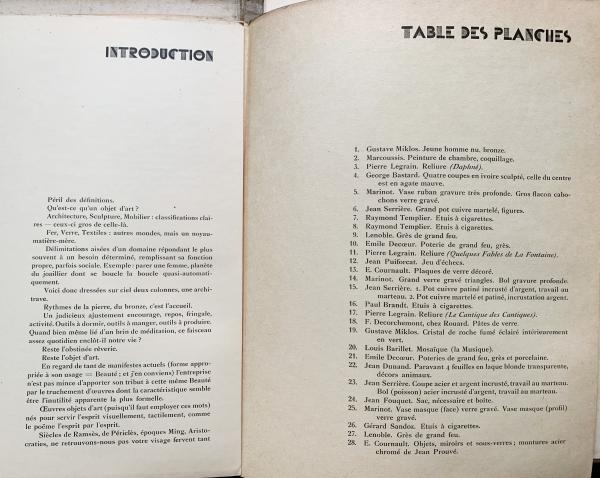 INTRODUCTION
Péril des définitions.
Qu'est-ce qu'un objet d'art ?
Architecture, Sculpture, Mobilier : classifications clai-
res — ceux-ci gros de celle-là.
Fer, Verre, Textiles : autres mondes, mais un noyau-
matière-mère.
Délimitations aisées d'un domaine répondant le plus
souvent à un besoin déterminé, remplissant sa fonction
propre, parfois sociale. Exemple : parer une femme, planète
du joaillier dont se boucle la boucle quasi-automati-
quement.
Voici donc dressées sur ciel deux colonnes, une archi-
trave.
Rythmes de la pierre, du bronze, c'est l'accueil.
Un judicieux ajustement encourage, repos, fringale,
activité. Outils à dormir, outils à manger, outils à produire.
Quand bien même lié d'un brin de méditation, ce faisceau
assez quotidien enclôt-il notre vie ?
Reste l'obstinée rêverie.
Reste l'objet d'art.
En regard de tant de manifestes actuels (forme appro-
priée à son usage = Beauté ; et j'en conviens) l'entreprise
n'est pas mince d'apporter son tribut à cette même Beauté
par le truchement d'œuvres dont la caractéristique semble
être l'inutilité apparente la plus formelle.
Œuvres objets d'art (puisqu'il faut employer ces mots)
nés pour servir l'esprit visuellement, tactilement, comme
le poème l'esprit par l'esprit.
Siècles de Ramsès, de Périclès, époques Ming, Aristo-
craties, ne retrouvons-nous pas votre visage fervent tant
TABLE DES PLANCHES
1. Gustave Miklos. Jeune homme nu. bronze.
2. Marcoussis. Peinture de chambre, coquillage.
3. Pierre Legrain. Reliure (Daphné).
4. George Bastard. Quatre coupes en ivoire sculpté, celle du centre
est en agate mauve.
5. Marinot. Vase ruban gravure très profonde. Gros flacon cabo-
chons verre gravé.
6. Jean Serrière. Grand pot cuivre martelé, figures.
7. Raymond Templier. Etuis à cigarettes.
8. Raymond Templier. Etuis à cigarettes.
9. Lenoble. Grès de grand feu.
10. Emile Decœur. Poterie de grand feu, grès.
11. Pierre Legrain. Reliure (Quelques Fables de La Fontaine).
12. Jean Puiforcat. Jeu d'échecs.
13. E. Cournault. Plaques de verre décoré.
14. Marinot. Grand verre gravé triangles. Bol gravure profonde.
15. Jean Serrière. 1. Pot cuivre patiné incrusté d'argent, travail au
marteau. 2. Pot cuivre martelé et patiné, incrustation argent.
16. Paul Brandt. Etuis à cigarettes.
17. Pierre Legrain. Reliure (Le Cantique des Cantiques).
18. F. Decorchemont, chez Rouard. Pâtes de verre.
19. Gustave Miklos. Cristal de roche fumé éclairé intérieurement
en vert.
20. Louis Barillet. Mosaïque (la Musique).
21. Emile Decœur. Poteries de grand feu, grès et porcelaine.
22. Jean Dunand. Paravent 4 feuilles en laque blonde transparente,
décors animaux.
23. Jean Serrière. Coupe acier et argent incrusté, travail au marteau.
Bol (poisson) acier incrusté d'argent, travail au marteau.
24. Jean Fouquet. Sac, nécessaire et boîte.
25. Marinot. Vase masque (face) verre gravé. Vase masque (profil)
verre gravé.
26. Gérard Sandoz. Etuis à cigarettes.
27. Lenoble. Grès de grand feu.
28. E. Cournault. Objets, miroirs et sous-verres ; montures acier
chromé de Jean Prouvé.